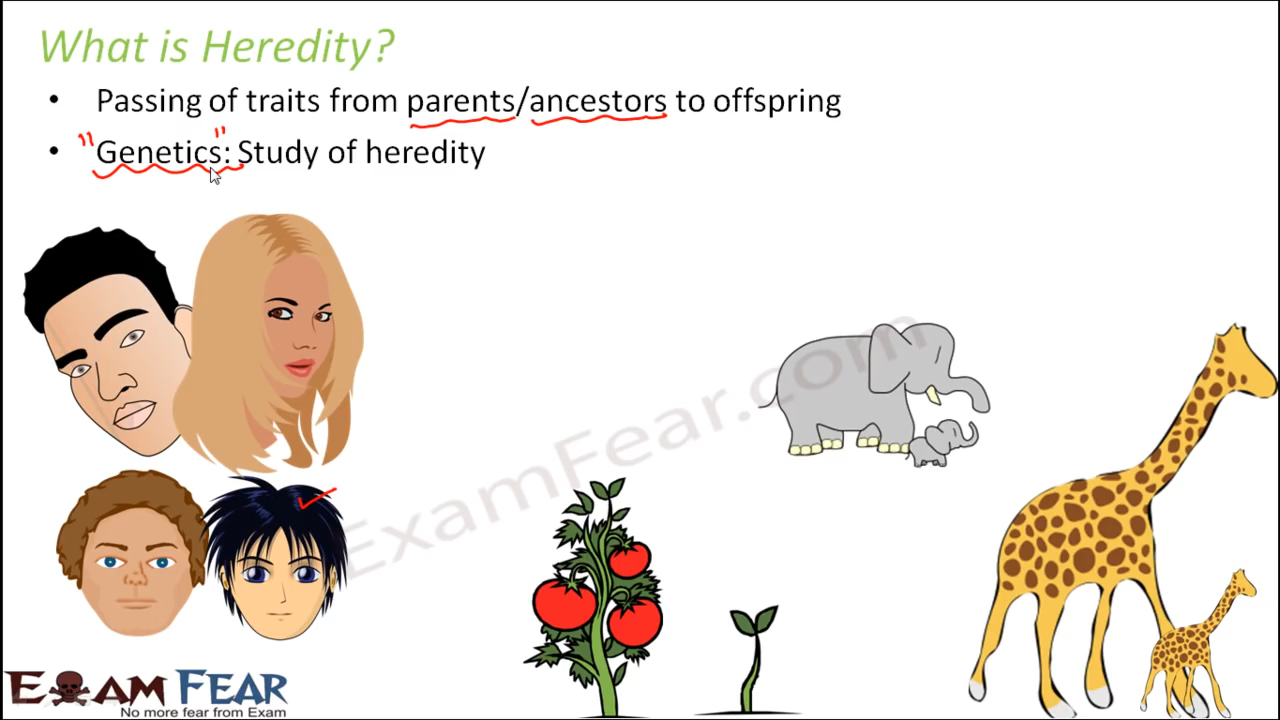 What is Heredity?
• Passing of traits from parents/ancestors to offspring
• "Genetics": Study of heredity
ExamFear.com
EXAM FEAR
No more fear from Exam